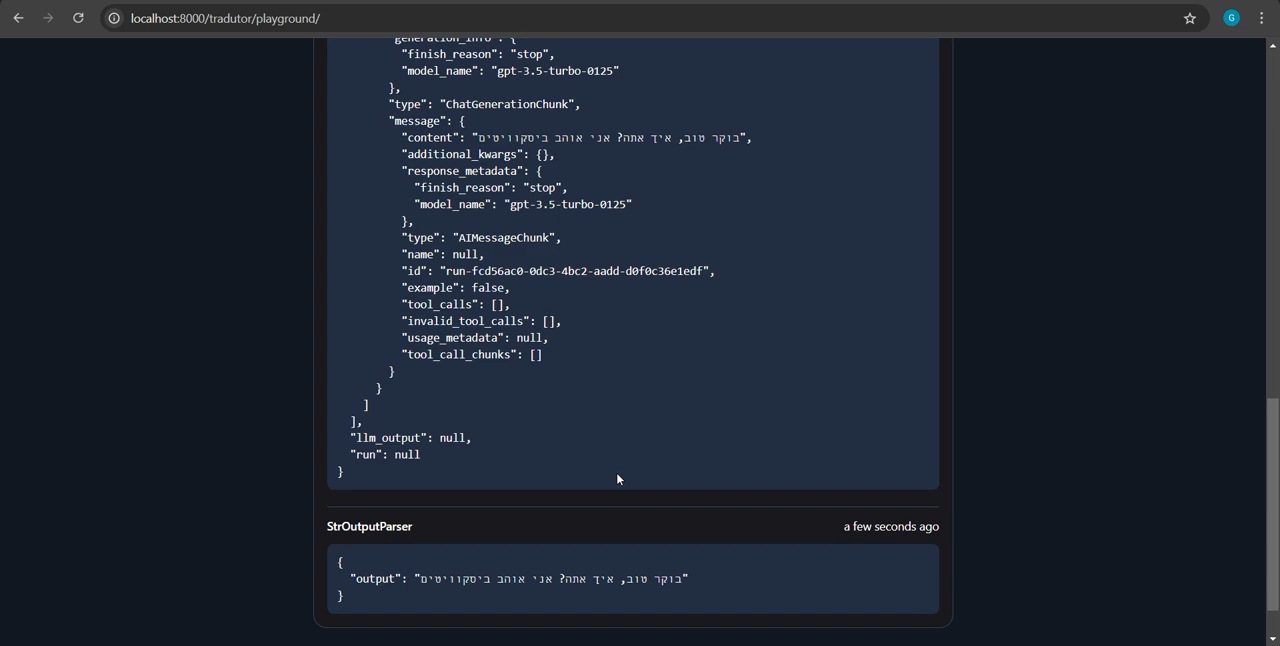 localhost:8000/tradutor/playground/
G
"generation_info": {
"finish_reason": "stop",
"model_name": "gpt-3.5-turbo-0125"
},
"type": "ChatGenerationChunk",
"message": {
"content": "בוקר טוב, איך אתה? אני אוהב ביסקוויטים",
"additional_kwargs": {},
"response_metadata": {
"finish_reason": "stop",
"model_name": "gpt-3.5-turbo-0125"
},
"type": "AIMessageChunk",
"name": null,
"id": "run-fcd56ac0-0dc3-4bc2-aadd-d0f0c36e1edf",
"example": false,
"tool_calls": [],
"invalid_tool_calls": [],
"usage_metadata": null,
"tool_call_chunks": []
}
}
]
],
"llm_output": null,
"run": null
}
StrOutputParser a few seconds ago
{
"output": "בוקר טוב, איך אתה? אני אוהב ביסקוויטים"
}